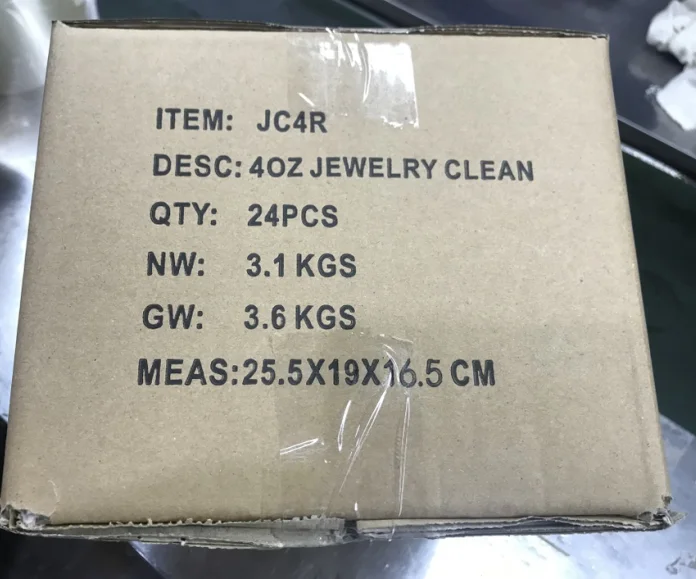 ITEM: JC4R
DESC: 4OZ JEWELRY CLEAN
QTY: 24PCS
NW: 3.1 KGS
GW: 3.6 KGS
MEAS:25.5X19X16.5 CM